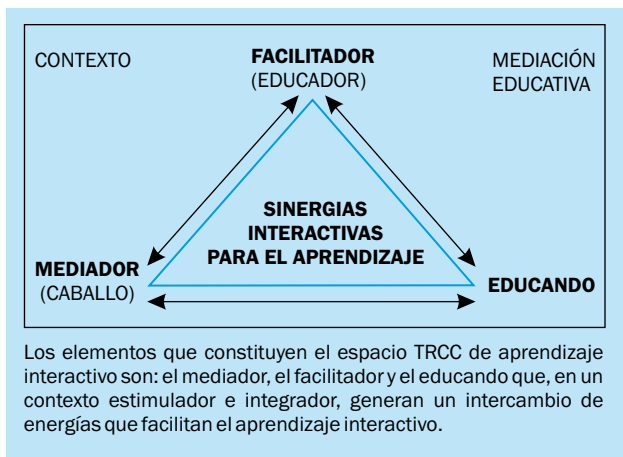 CONTEXTO
FACILITADOR
(EDUCADOR)
MEDIACIÓN
EDUCATIVA
SINERGIAS
INTERACTIVAS
PARA EL APRENDIZAJE
MEDIADOR
(CABALLO)
EDUCANDO
Los elementos que constituyen el espacio TRCC de aprendizaje
interactivo son: el mediador, el facilitador y el educando que, en un
contexto estimulador e integrador, generan un intercambio de
energías que facilitan el aprendizaje interactivo.